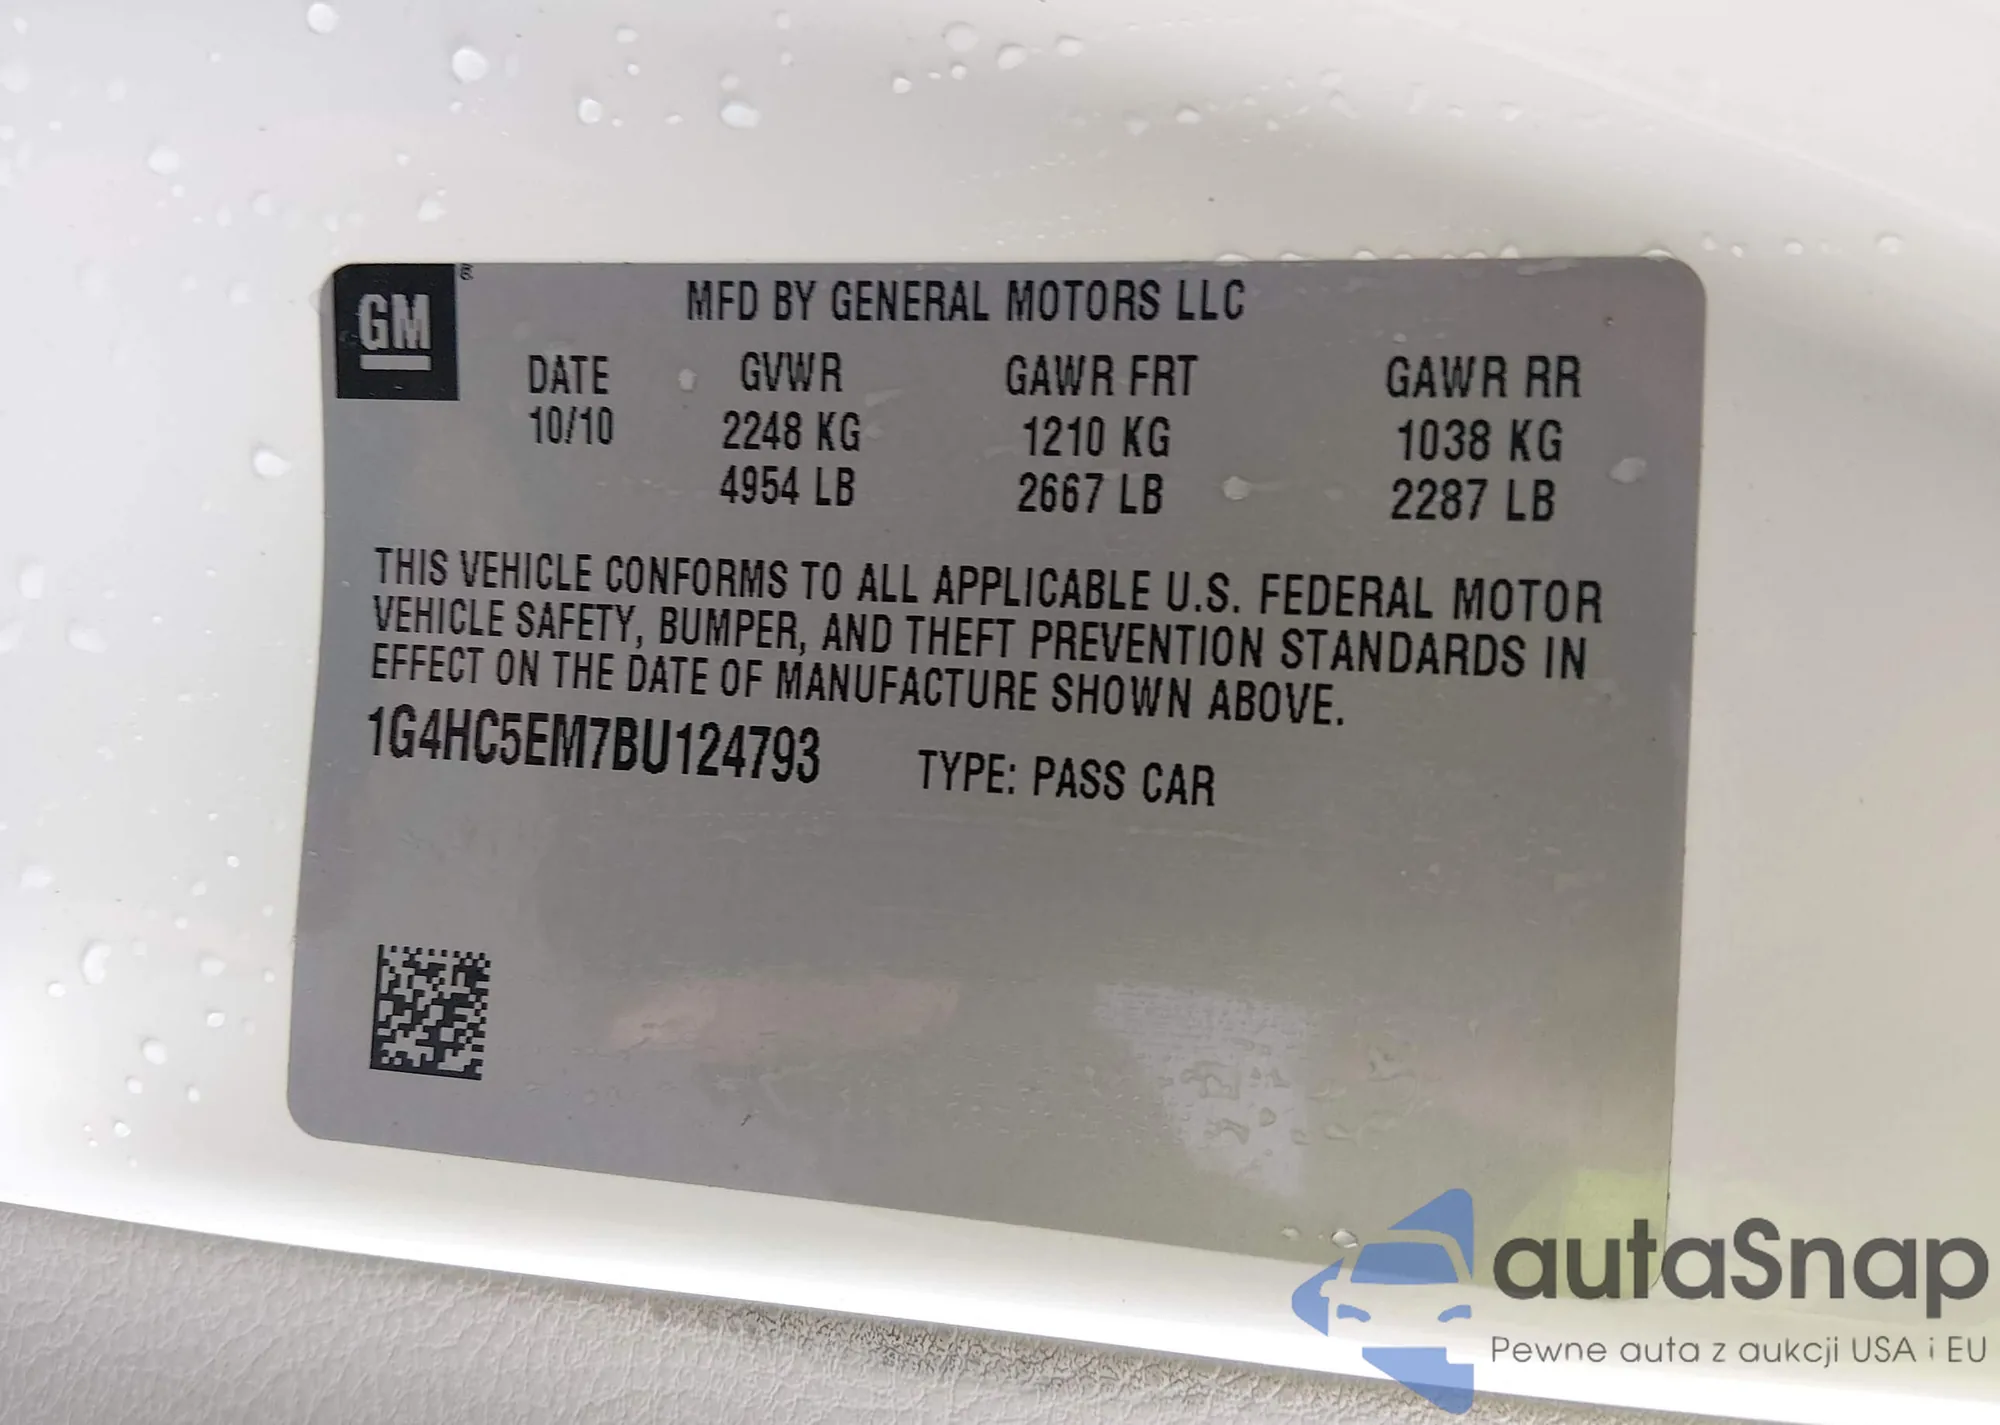 GM
MFD BY GENERAL MOTORS LLC
DATE GVWR GAWR FRT GAWR RR
10/10 2248 KG 1210 KG 1038 KG
4954 LB 2667 LB 2287 LB
THIS VEHICLE CONFORMS TO ALL APPLICABLE U.S. FEDERAL MOTOR
VEHICLE SAFETY, BUMPER, AND THEFT PREVENTION STANDARDS IN
EFFECT ON THE DATE OF MANUFACTURE SHOWN ABOVE.
1G4HC5EM7BU124793 TYPE: PASS CAR
autaSnap
Pewne auta z aukcji USA i EU